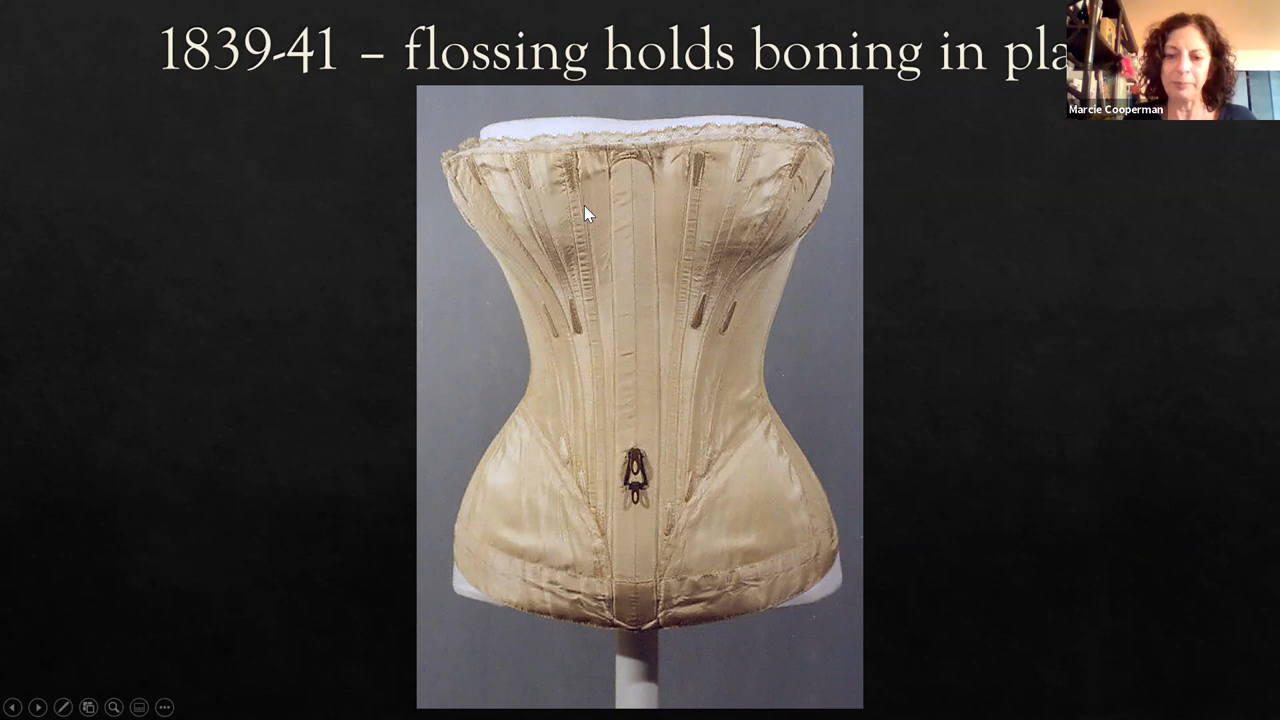 1839-41 – flossing holds boning in pla
Marcie Cooperman